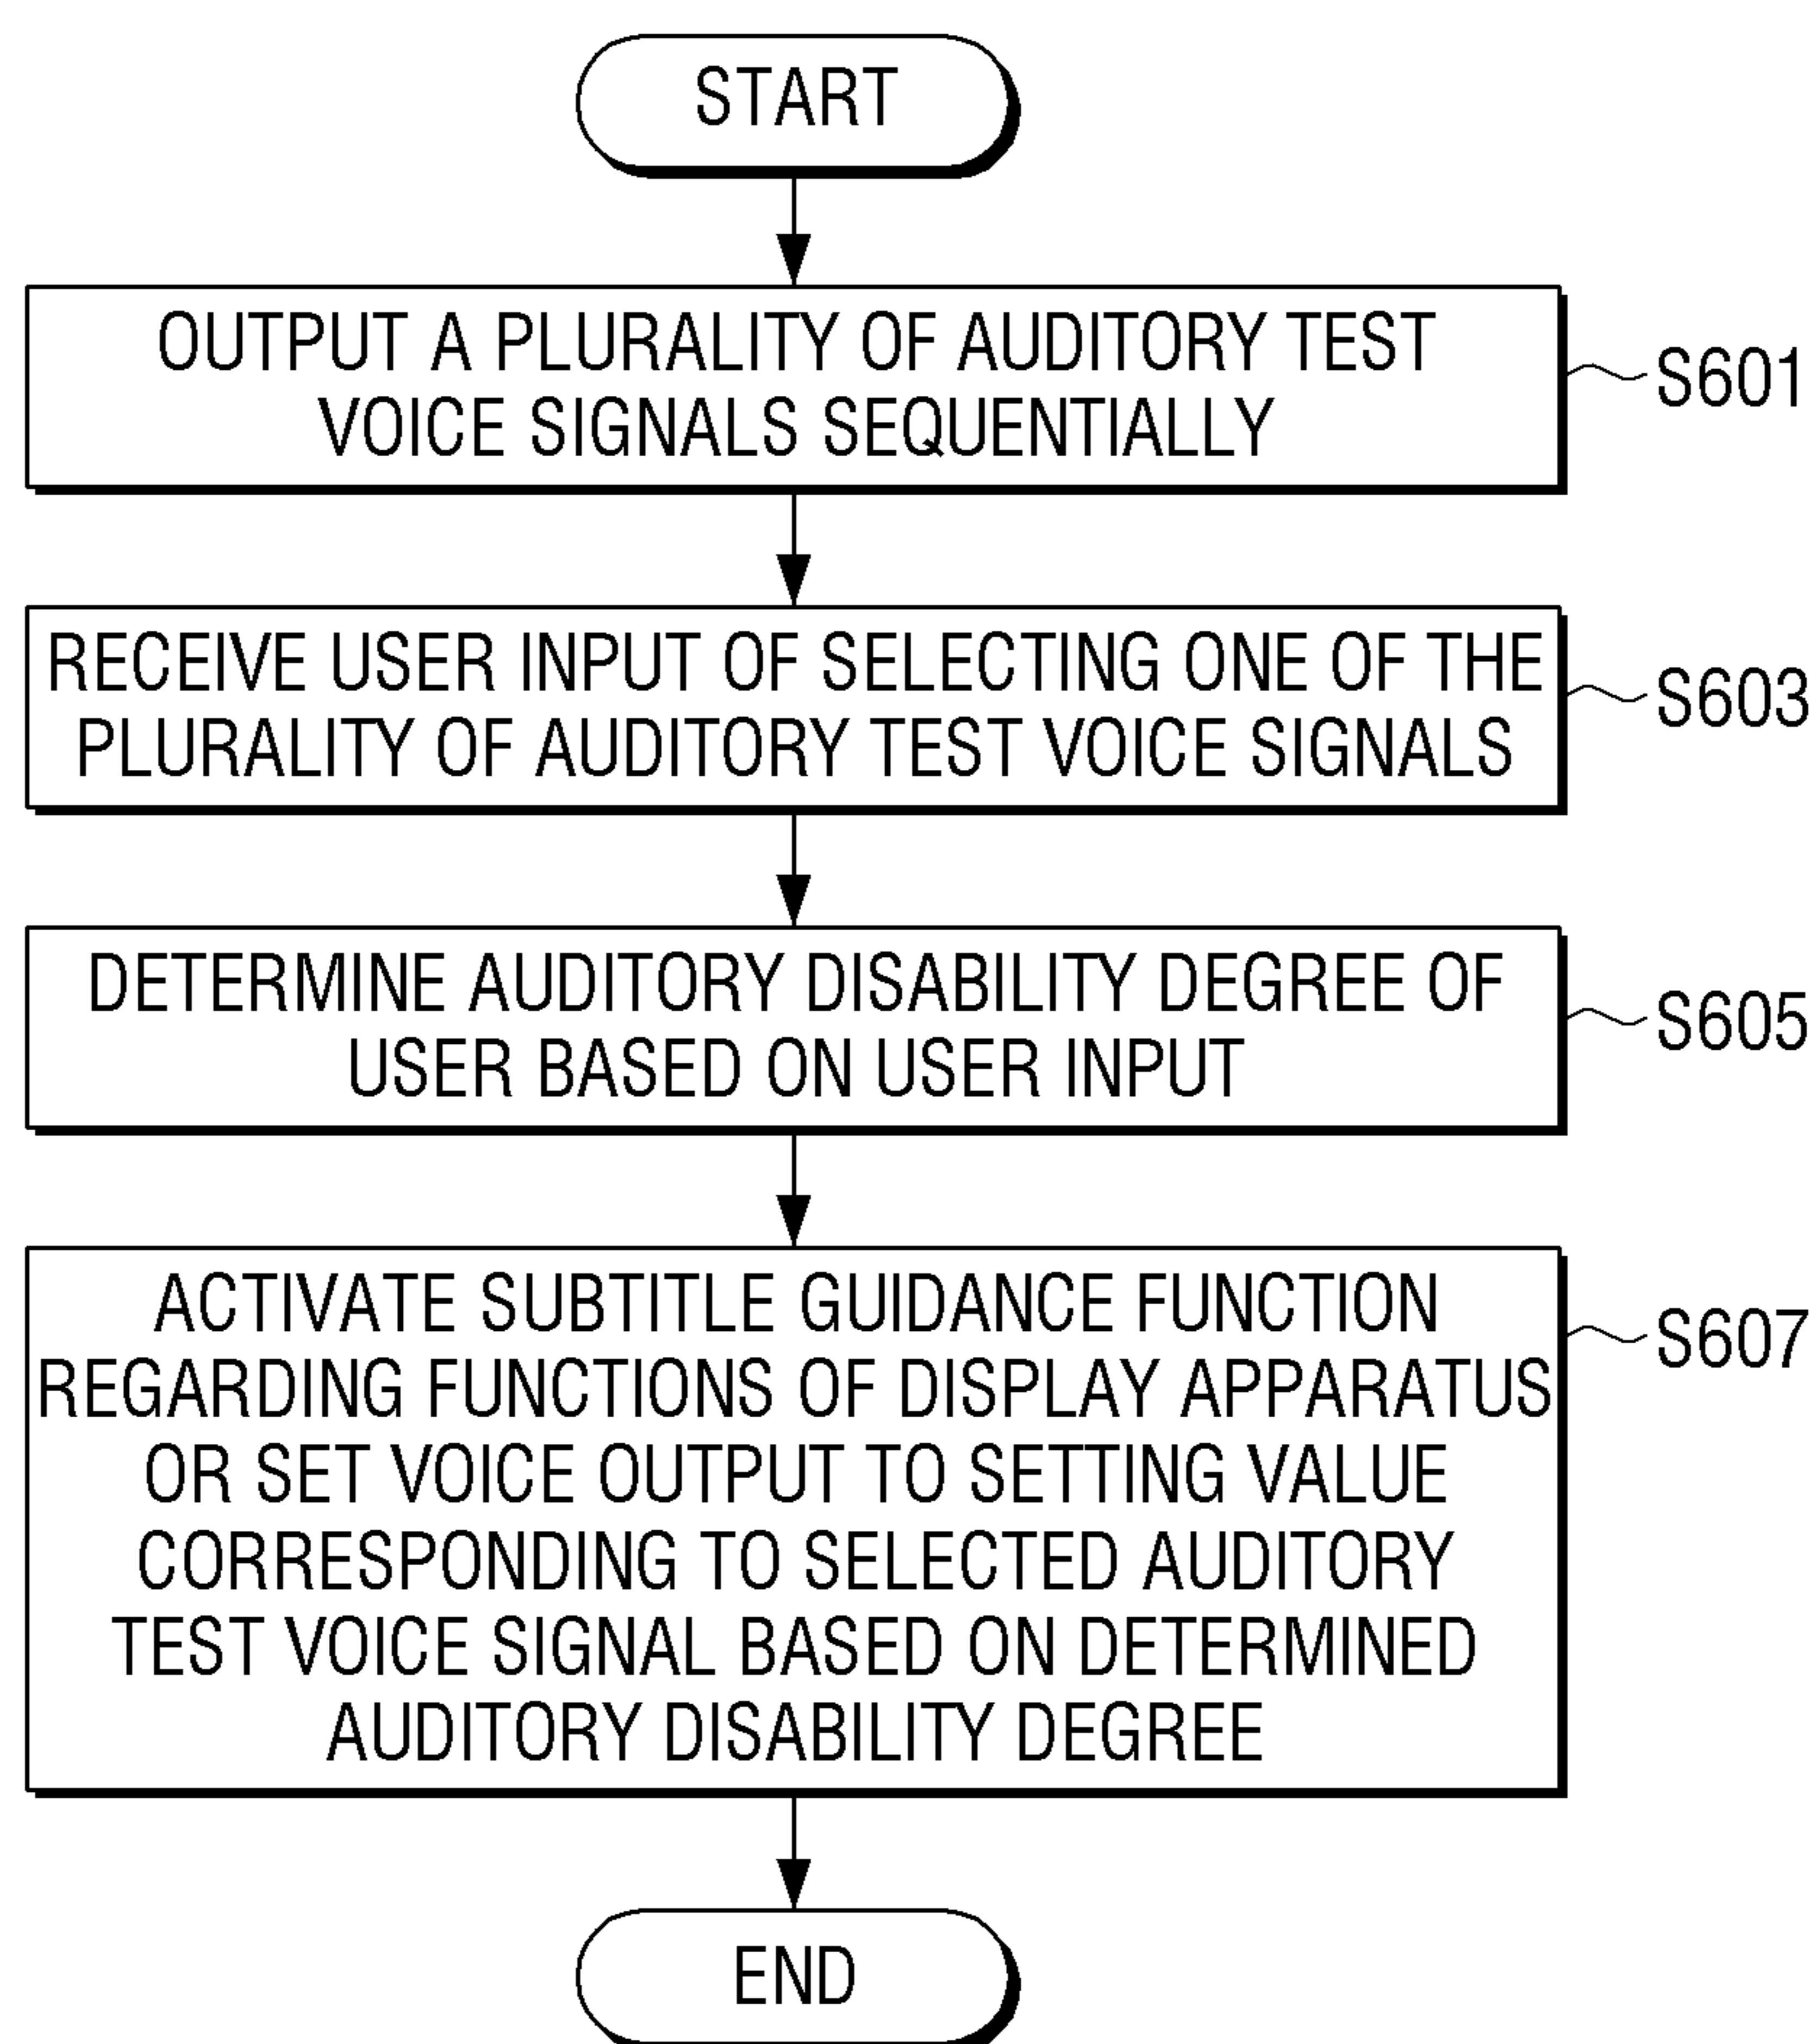 START
OUTPUT A PLURALITY OF AUDITORY TEST
VOICE SIGNALS SEQUENTIALLY
S601
RECEIVE USER INPUT OF SELECTING ONE OF THE
PLURALITY OF AUDITORY TEST VOICE SIGNALS
S603
DETERMINE AUDITORY DISABILITY DEGREE OF
USER BASED ON USER INPUT
S605
ACTIVATE SUBTITLE GUIDANCE FUNCTION
REGARDING FUNCTIONS OF DISPLAY APPARATUS
OR SET VOICE OUTPUT TO SETTING VALUE
CORRESPONDING TO SELECTED AUDITORY
TEST VOICE SIGNAL BASED ON DETERMINED
AUDITORY DISABILITY DEGREE
S607
END